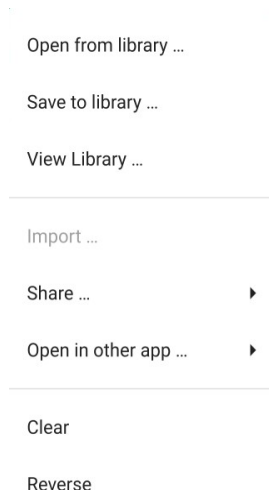 Open from library ...
Save to library ...
View Library ...
Import ...
Share ...
Open in other app ...
Clear
Reverse